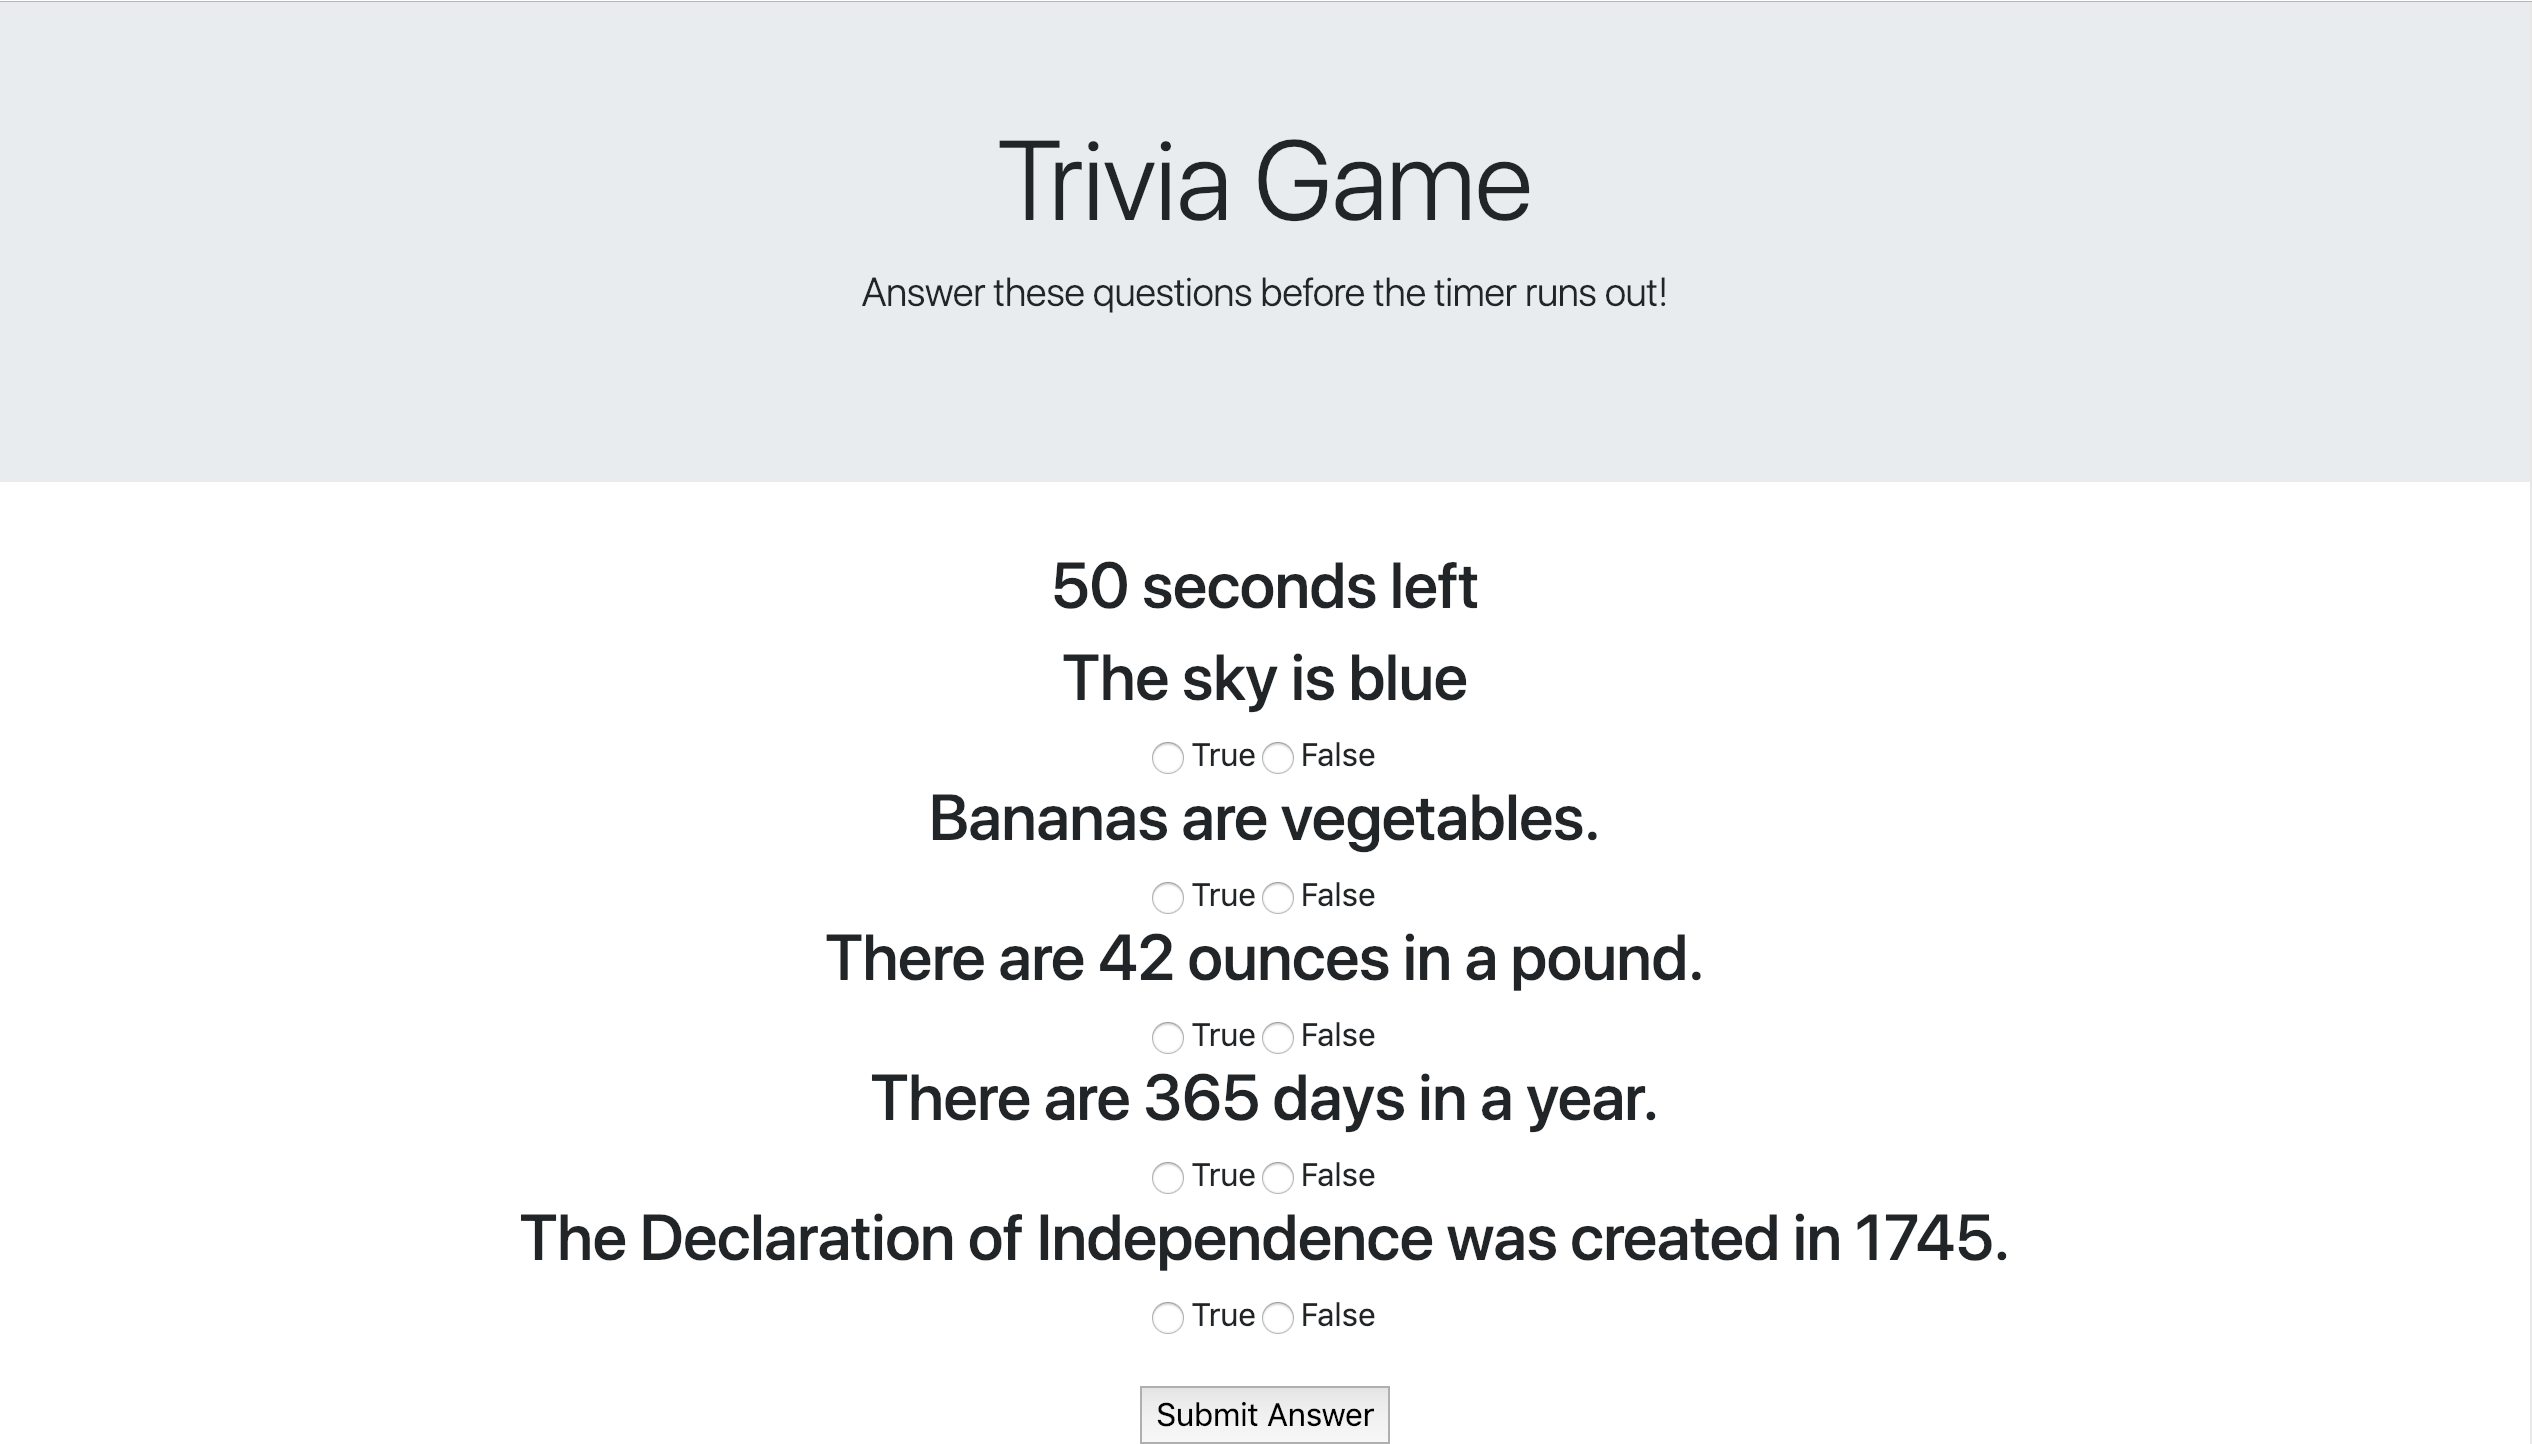 Trivia Game
Answer these questions before the timer runs out!
50 seconds left
The sky is blue
True False
Bananas are vegetables.
True False
There are 42 ounces in a pound.
True False
There are 365 days in a year.
True False
The Declaration of Independence was created in 1745.
True False
Submit Answer